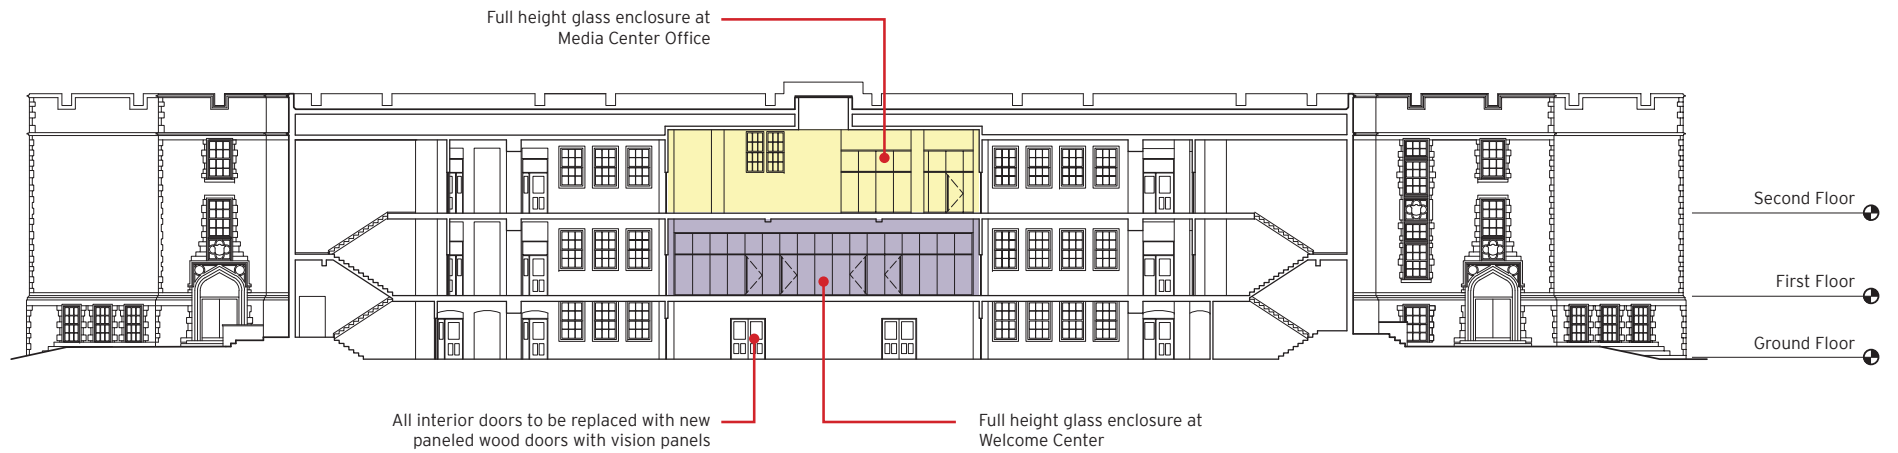 Full height glass enclosure at
Media Center Office
Second Floor
First Floor
Ground Floor
All interior doors to be replaced with new
paneled wood doors with vision panels
Full height glass enclosure at
Welcome Center